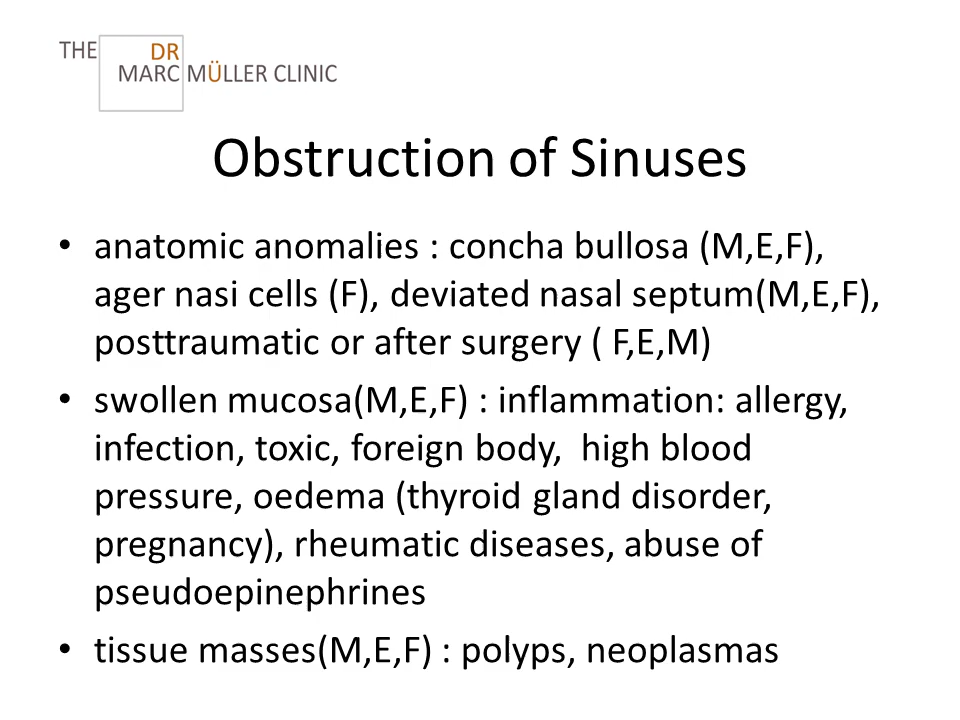 THE DR
MARC MÜLLER CLINIC
Obstruction of Sinuses
• anatomic anomalies : concha bullosa (M,E,F),
ager nasi cells (F), deviated nasal septum(M,E,F),
posttraumatic or after surgery ( F,E,M)
• swollen mucosa(M,E,F) : inflammation: allergy,
infection, toxic, foreign body,  high blood
pressure, oedema (thyroid gland disorder,
pregnancy), rheumatic diseases, abuse of
pseudoepinephrines
• tissue masses(M,E,F) : polyps, neoplasmas